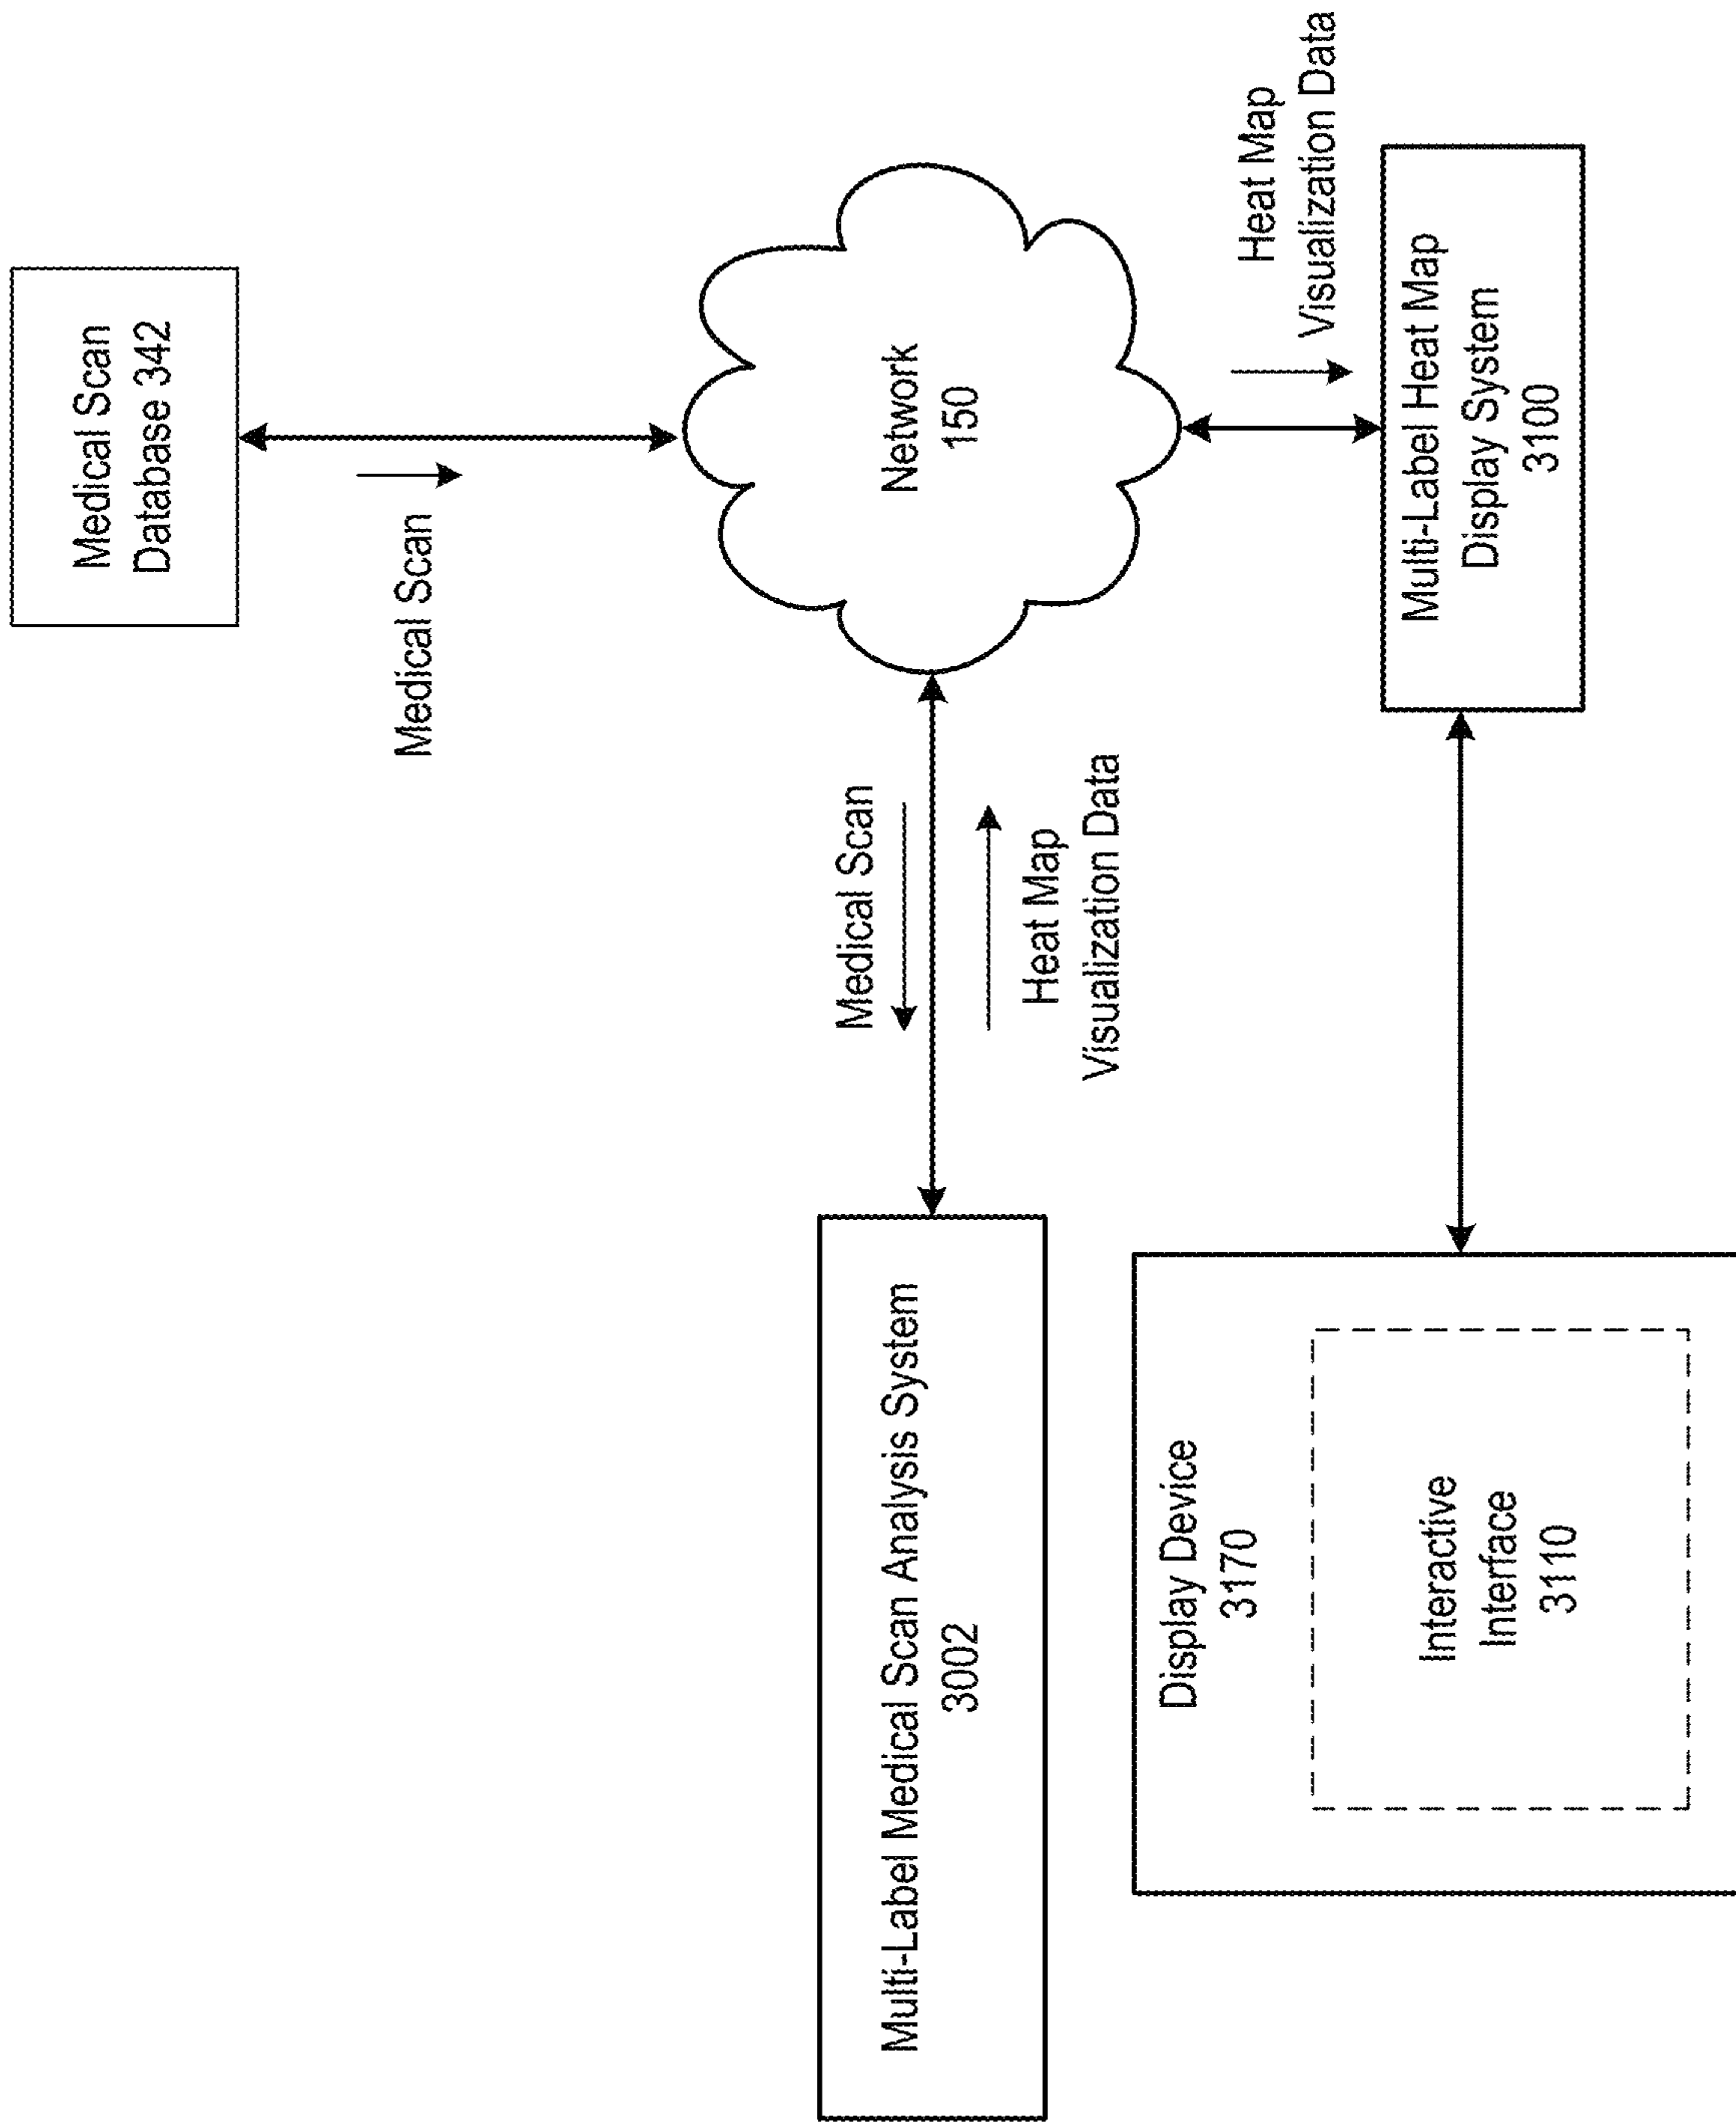 Medical Scan
Database 342
Medical Scan
Network
150
Medical Scan
Heat Map
Visualization Data
Heat Map
Visualization Data
Multi-Label Medical Scan Analysis System
3002
Multi-Label Heat Map
Display System
3100
Display Device
3170
Interactive
Interface
3110